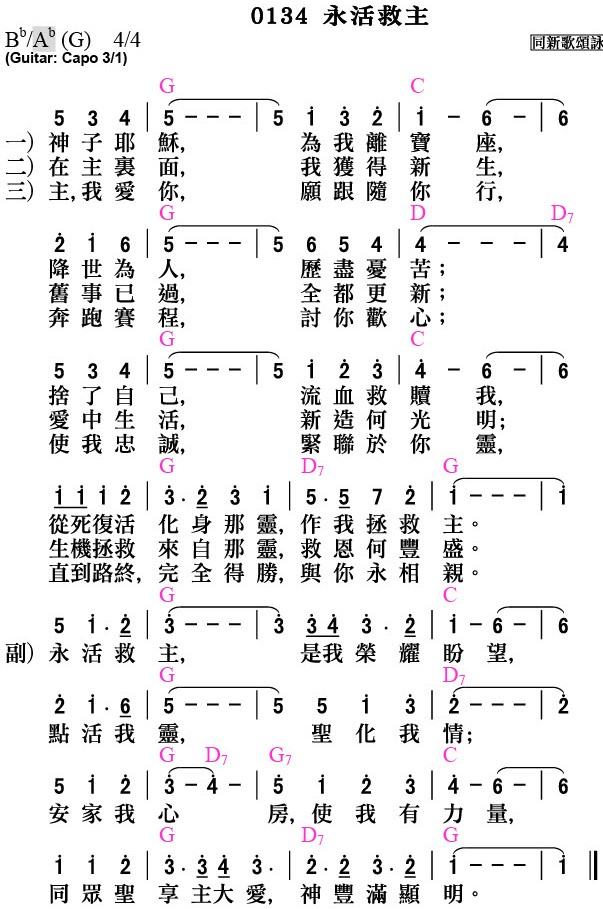 0134 永活救主
B♭/A♭ (G) 4/4
同新歌頌詠
(Guitar: Capo 3/1)
G C
5 3 4 | 5 - - - | 5 i̇ 3̇ 2̇ | i̇ - 6 - | 6
一) 神子耶 穌, 為我離 寶 座,
二) 在主裏 面, 我獲得 新 生,
三) 主, 我愛 你, 願跟隨 你 行,
G D D7
2̇ i̇ 6 | 5 - - - | 5 6 5 4 | 4 - - - | 4
降世為 人, 歷盡憂 苦;
舊事已 過, 全都更 新;
奔跑賽 程, 討你歡 心;
G C
5 3 4 | 5 - - - | 5 i̇ 2̇ 3̇ | 4̇ - 6 - | 6
捨了自 己, 流血救 贖 我,
愛中生 活, 新造何 光 明;
使我忠 誠, 緊聯於 你 靈,
G D7 G
i̇ i̇ i̇ 2̇ | 3̇ · 2̇ 3̇ i̇ | 5 · 5 7 2̇ | i̇ - - - | i̇
從死復活 化身那靈, 作我拯救 主。
生機拯救 來自那靈, 救恩何豐 盛。
直到路終, 完全得勝, 與你永相 親。
G C
5 i̇ · 2̇ | 3̇ - - - | 3̇ 3̇ 4̇ 3̇ · 2̇ | i̇ - 6 - | 6
副) 永活救 主, 是我榮耀 盼望,
G D7
2̇ i̇ · 6 | 5 - - - | 5 5 i̇ 3̇ | 2̇ - - - | 2̇
點活我 靈, 聖化我 情;
G D7 G7 C
5 i̇ 2̇ | 3̇ - 4̇ - | 5̇ i̇ 2̇ 3̇ | 4̇ - 6 - | 6
安家我 心 房, 使我有 力量,
G D7 G
i̇ i̇ 2̇ | 3̇ · 3̇ 4̇ 3̇ · | 2̇ · 2̇ 3̇ · 2̇ | i̇ - - - | i̇ ‖
同眾聖 享主大愛, 神豐滿顯 明。